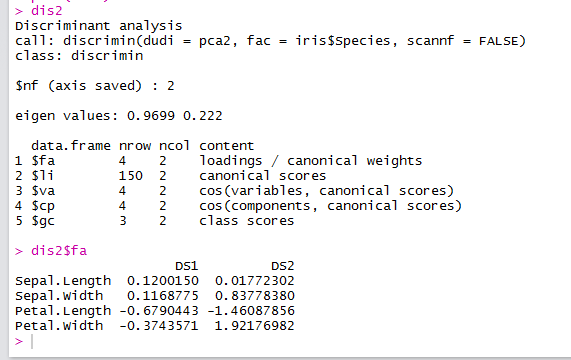 > dis2
Discriminant analysis
call: discrimin(dudi = pca2, fac = iris$Species, scannf = FALSE)
class: discrimin
$nf (axis saved) : 2
eigen values: 0.9699 0.222
data.frame nrow ncol content
1 $fa 4 2 loadings / canonical weights
2 $li 150 2 canonical scores
3 $va 4 2 cos(variables, canonical scores)
4 $cp 4 2 cos(components, canonical scores)
5 $gc 3 2 class scores
> dis2$fa
DS1 DS2
Sepal.Length 0.1200150 0.01772302
Sepal.Width 0.1168775 0.83778380
Petal.Length -0.6790443 -1.46087856
Petal.Width -0.3743571 1.92176982
>